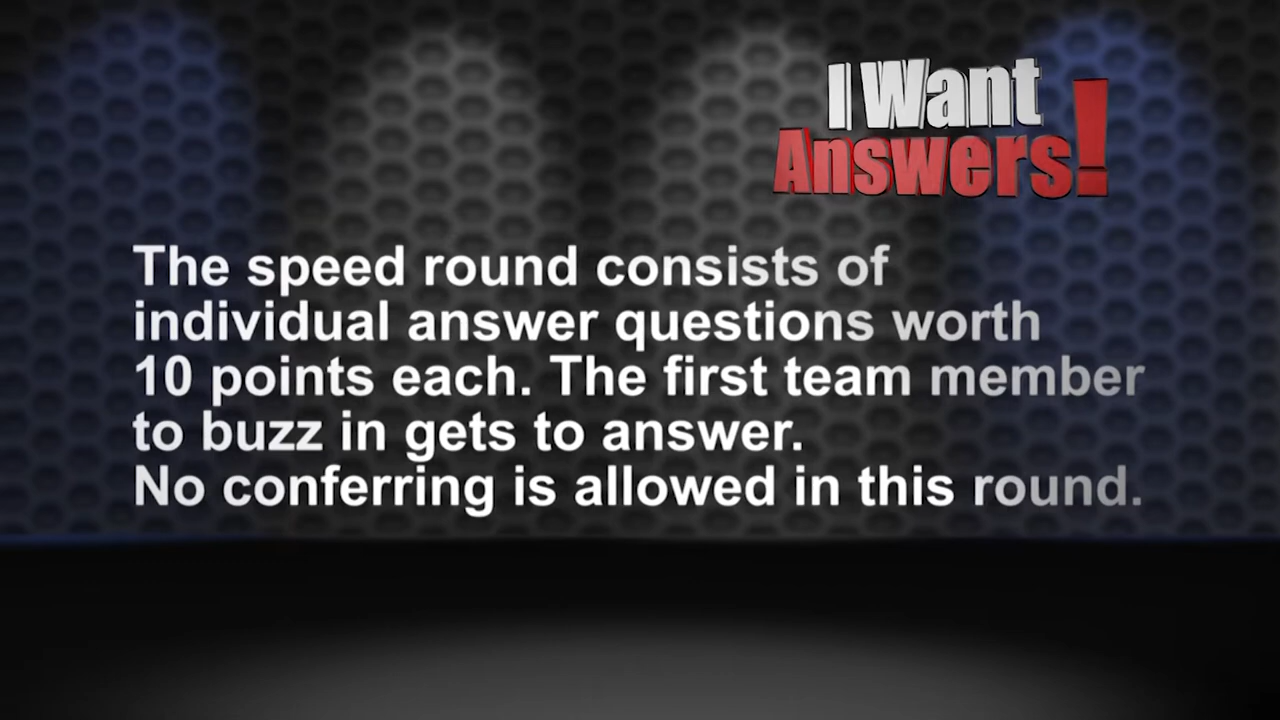 I Want
Answers!
The speed round consists of
individual answer questions worth
10 points each. The first team member
to buzz in gets to answer.
No conferring is allowed in this round.